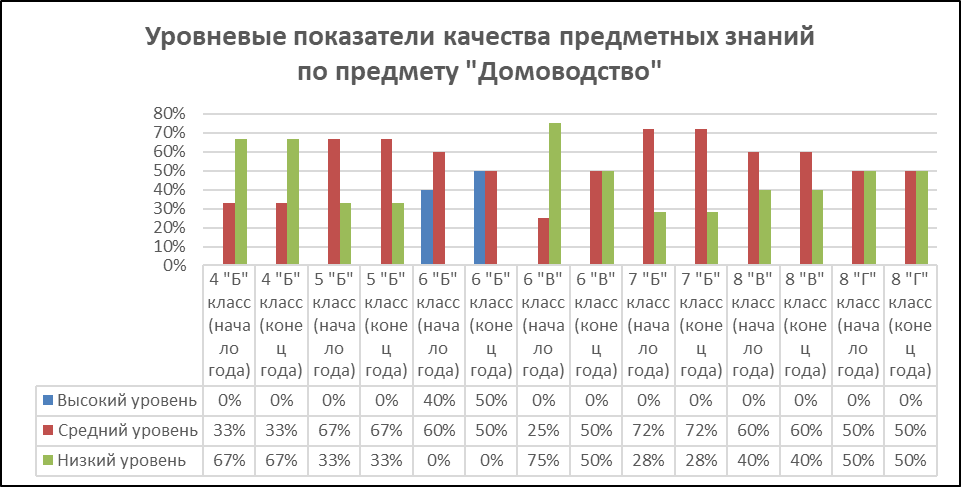 Уровневые показатели качества предметных знаний
по предмету "Домоводство"
80%
70%
60%
50%
40%
30%
20%
10%
0%
4 "Б" 4 "Б" 5 "Б" 5 "Б" 6 "Б" 6 "Б" 6 "В" 6 "В" 7 "Б" 7 "Б" 8 "В" 8 "В" 8 "Г" 8 "Г"
класс класс класс класс класс класс класс класс класс класс класс класс класс класс
(нача (коне (нача (коне (нача (коне (нача (коне (нача (коне (нача (коне (нача (коне
ло ц ло ц ло ц ло ц ло ц ло ц ло ц
года) года) года) года) года) года) года) года) года) года) года) года) года) года)
Высокий уровень 0% 0% 0% 0% 40% 50% 0% 0% 0% 0% 0% 0% 0% 0%
Средний уровень 33% 33% 67% 67% 60% 50% 25% 50% 72% 72% 60% 60% 50% 50%
Низкий уровень 67% 67% 33% 33% 0% 0% 75% 50% 28% 28% 40% 40% 50% 50%